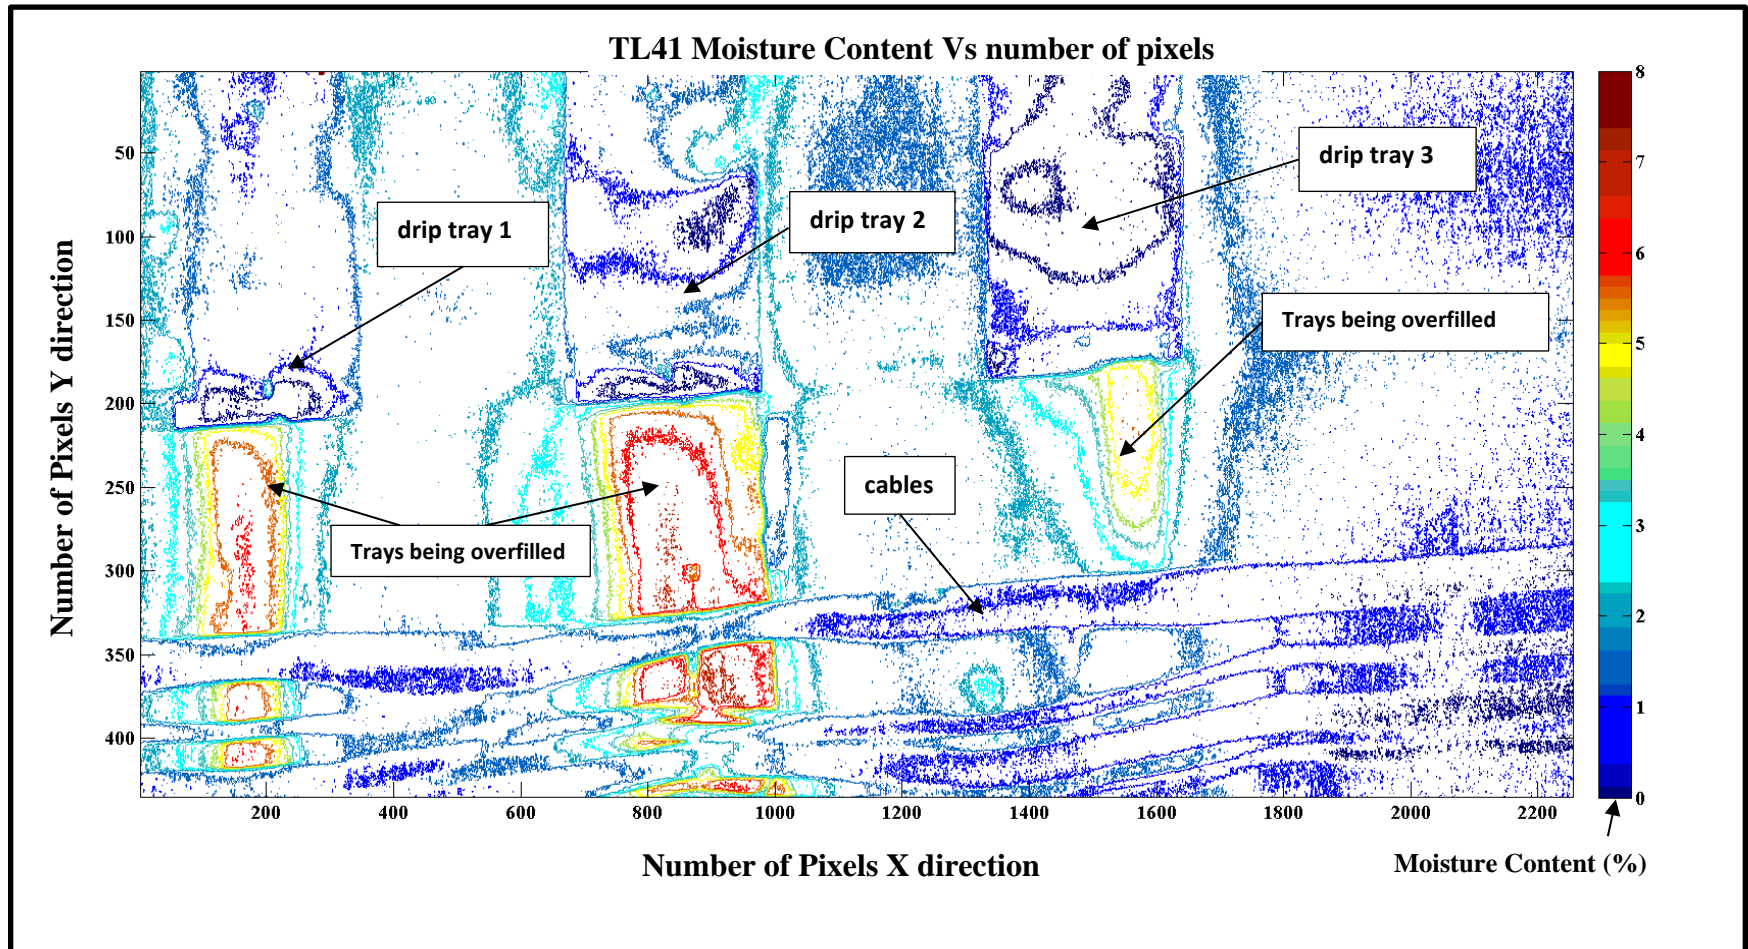 TL41 Moisture Content Vs number of pixels
8
7
6
5
4
3
2
1
0
50
100
150
200
250
300
350
400
drip tray 1
drip tray 2
drip tray 3
Trays being overfilled
cables
Trays being overfilled
200
400
600
800
1000
1200
1400
1600
1800
2000
2200
Number of Pixels Y direction
Number of Pixels X direction
Moisture Content (%)